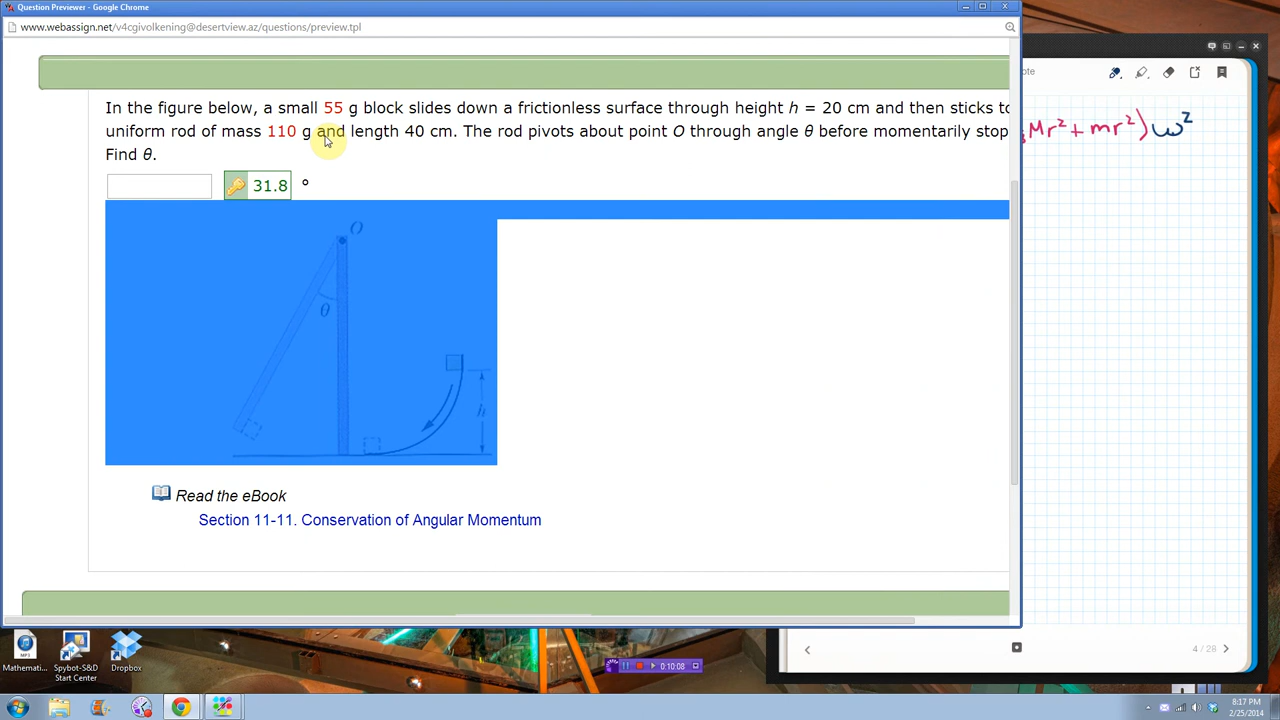 Question Previewer - Google Chrome
www.webassign.net/v4cgivolkening@desertview.az/questions/preview.tpl
In the figure below, a small 55 g block slides down a frictionless surface through height h = 20 cm and then sticks to
uniform rod of mass 110 g and length 40 cm. The rod pivots about point O through angle θ before momentarily stop
Find θ.
31.8 °
O
θ
h
Read the eBook
Section 11-11. Conservation of Angular Momentum
ote
Mr² + mr²)ω²
4 / 28
Mathemati...
Spybot-S&D
Start Center
Dropbox
0:10:08
8:17 PM
2/25/2014